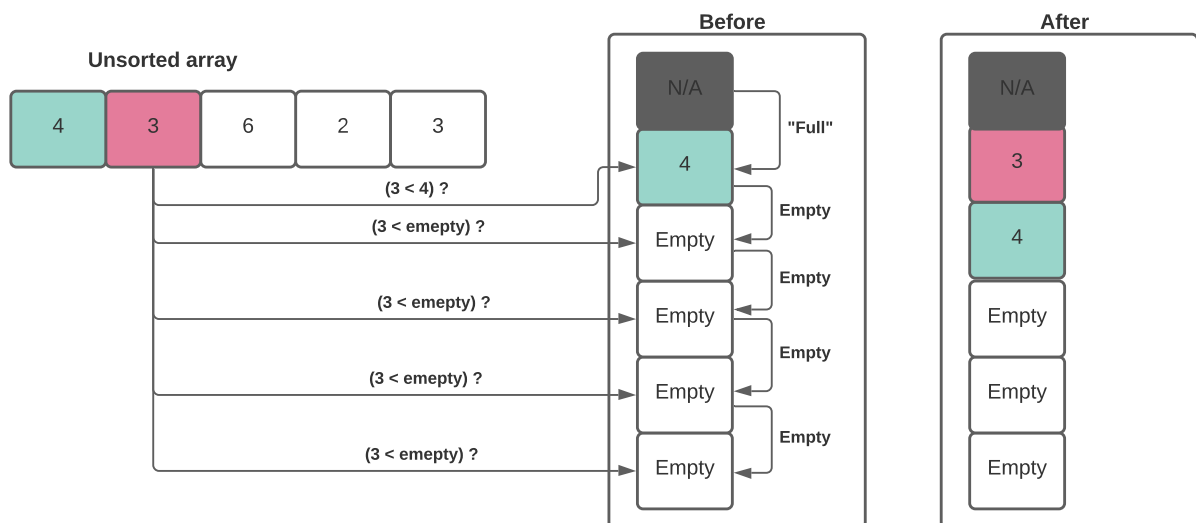 Before
After
Unsorted array
N/A
N/A
4
3
6
2
3
"Full"
4
3
(3 < 4) ?
Empty
(3 < emepty) ?
Empty
4
Empty
(3 < emepty) ?
Empty
Empty
Empty
(3 < emepty) ?
Empty
Empty
Empty
(3 < emepty) ?
Empty
Empty